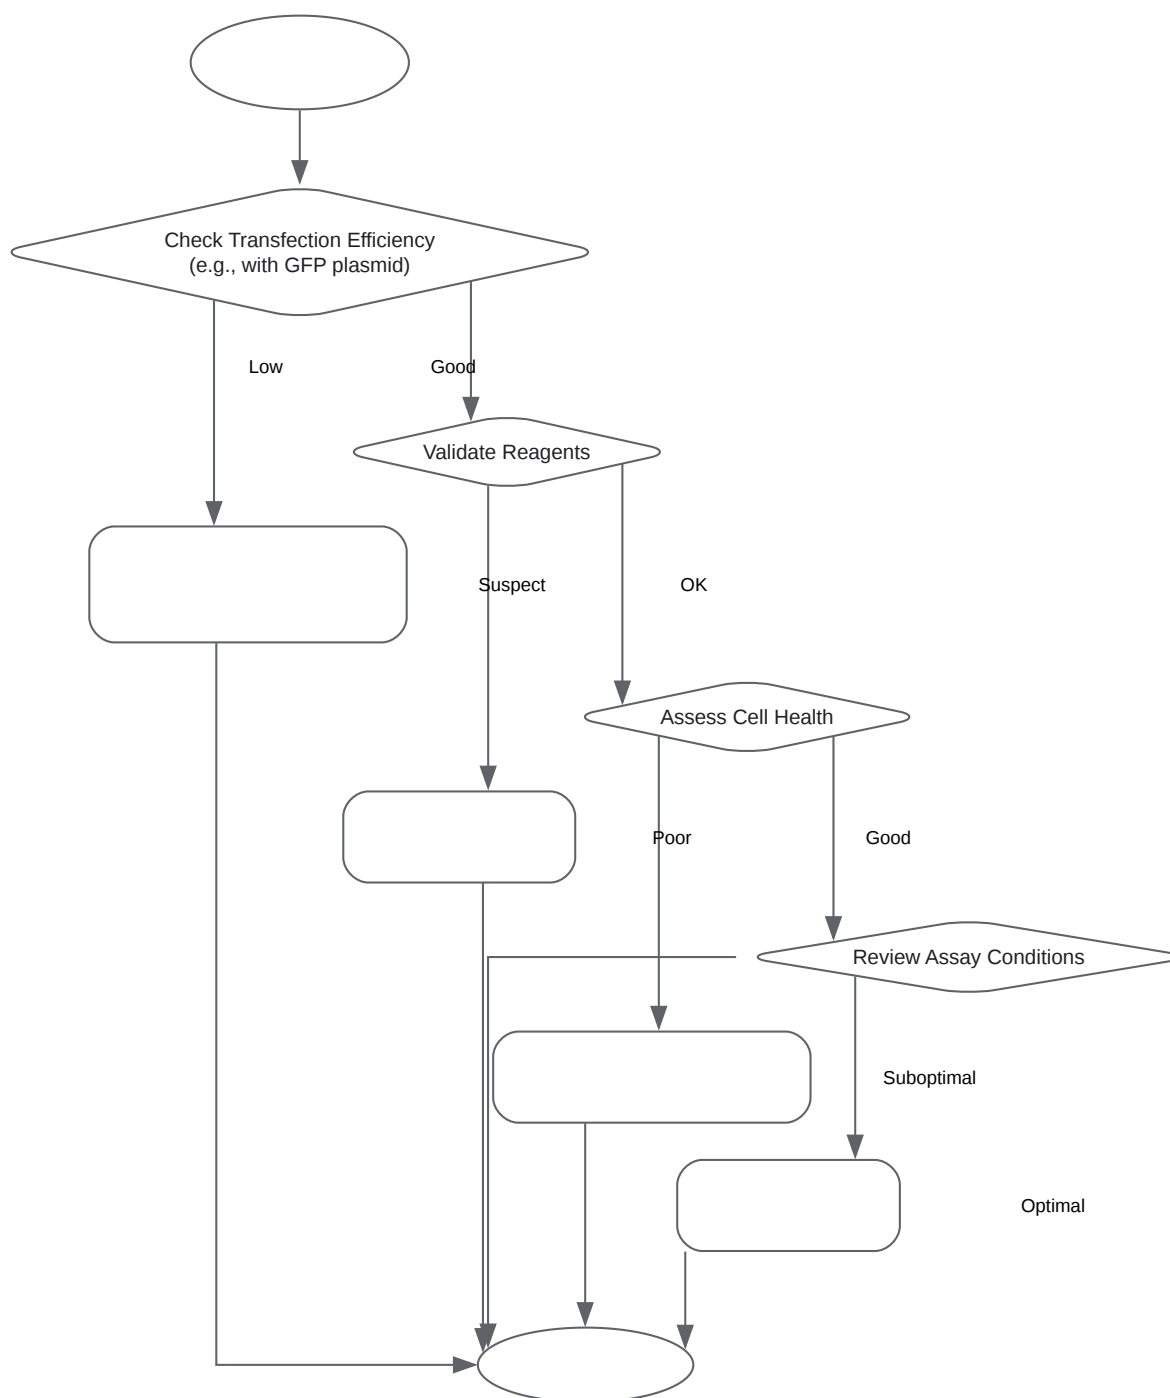 Check Transfection Efficiency
(e.g., with GFP plasmid)
Low
Good
Validate Reagents
Suspect
OK
Assess Cell Health
Poor
Good
Review Assay Conditions
Suboptimal
Optimal